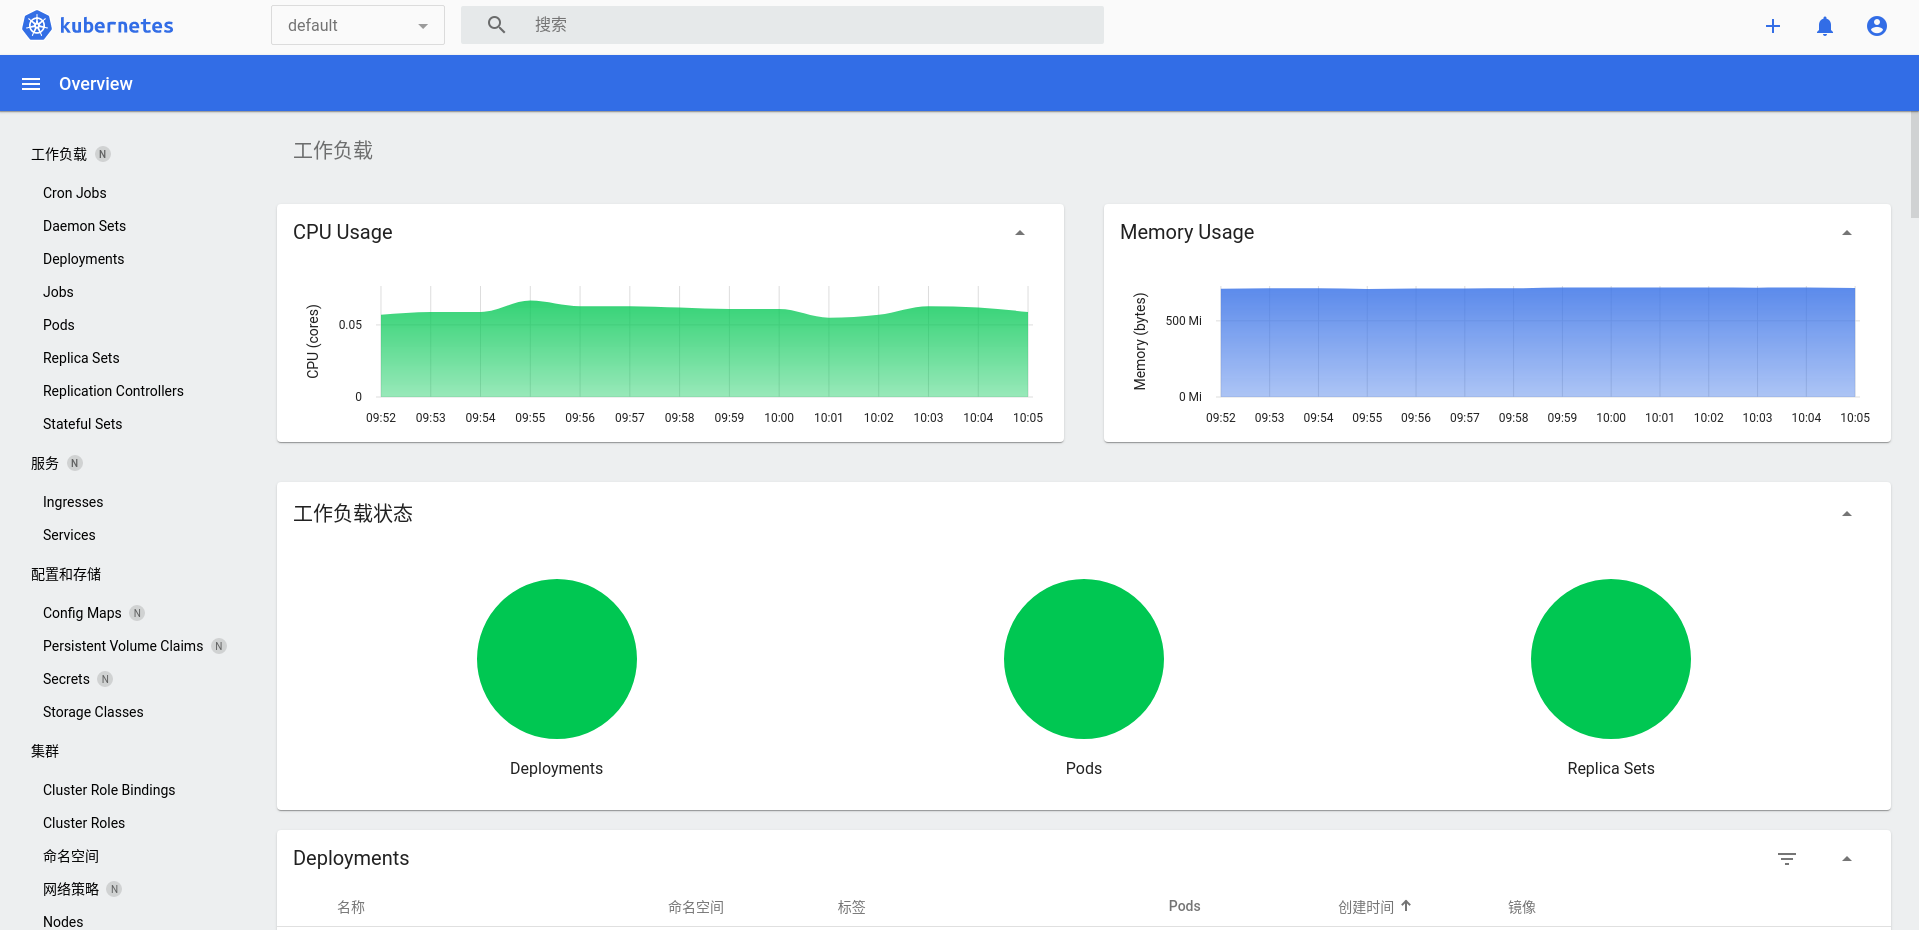 kubernetes
default
搜索
Overview
工作负载 N
Cron Jobs
Daemon Sets
Deployments
Jobs
Pods
Replica Sets
Replication Controllers
Stateful Sets
服务 N
Ingresses
Services
配置和存储
Config Maps N
Persistent Volume Claims N
Secrets N
Storage Classes
集群
Cluster Role Bindings
Cluster Roles
命名空间
网络策略 N
Nodes
工作负载
CPU Usage
CPU (cores)
0.05
0
09:52 09:53 09:54 09:55 09:56 09:57 09:58 09:59 10:00 10:01 10:02 10:03 10:04 10:05
Memory Usage
Memory (bytes)
500 Mi
0 Mi
09:52 09:53 09:54 09:55 09:56 09:57 09:58 09:59 10:00 10:01 10:02 10:03 10:04 10:05
工作负载状态
Deployments
Pods
Replica Sets
Deployments
名称 命名空间 标签 Pods 创建时间 镜像